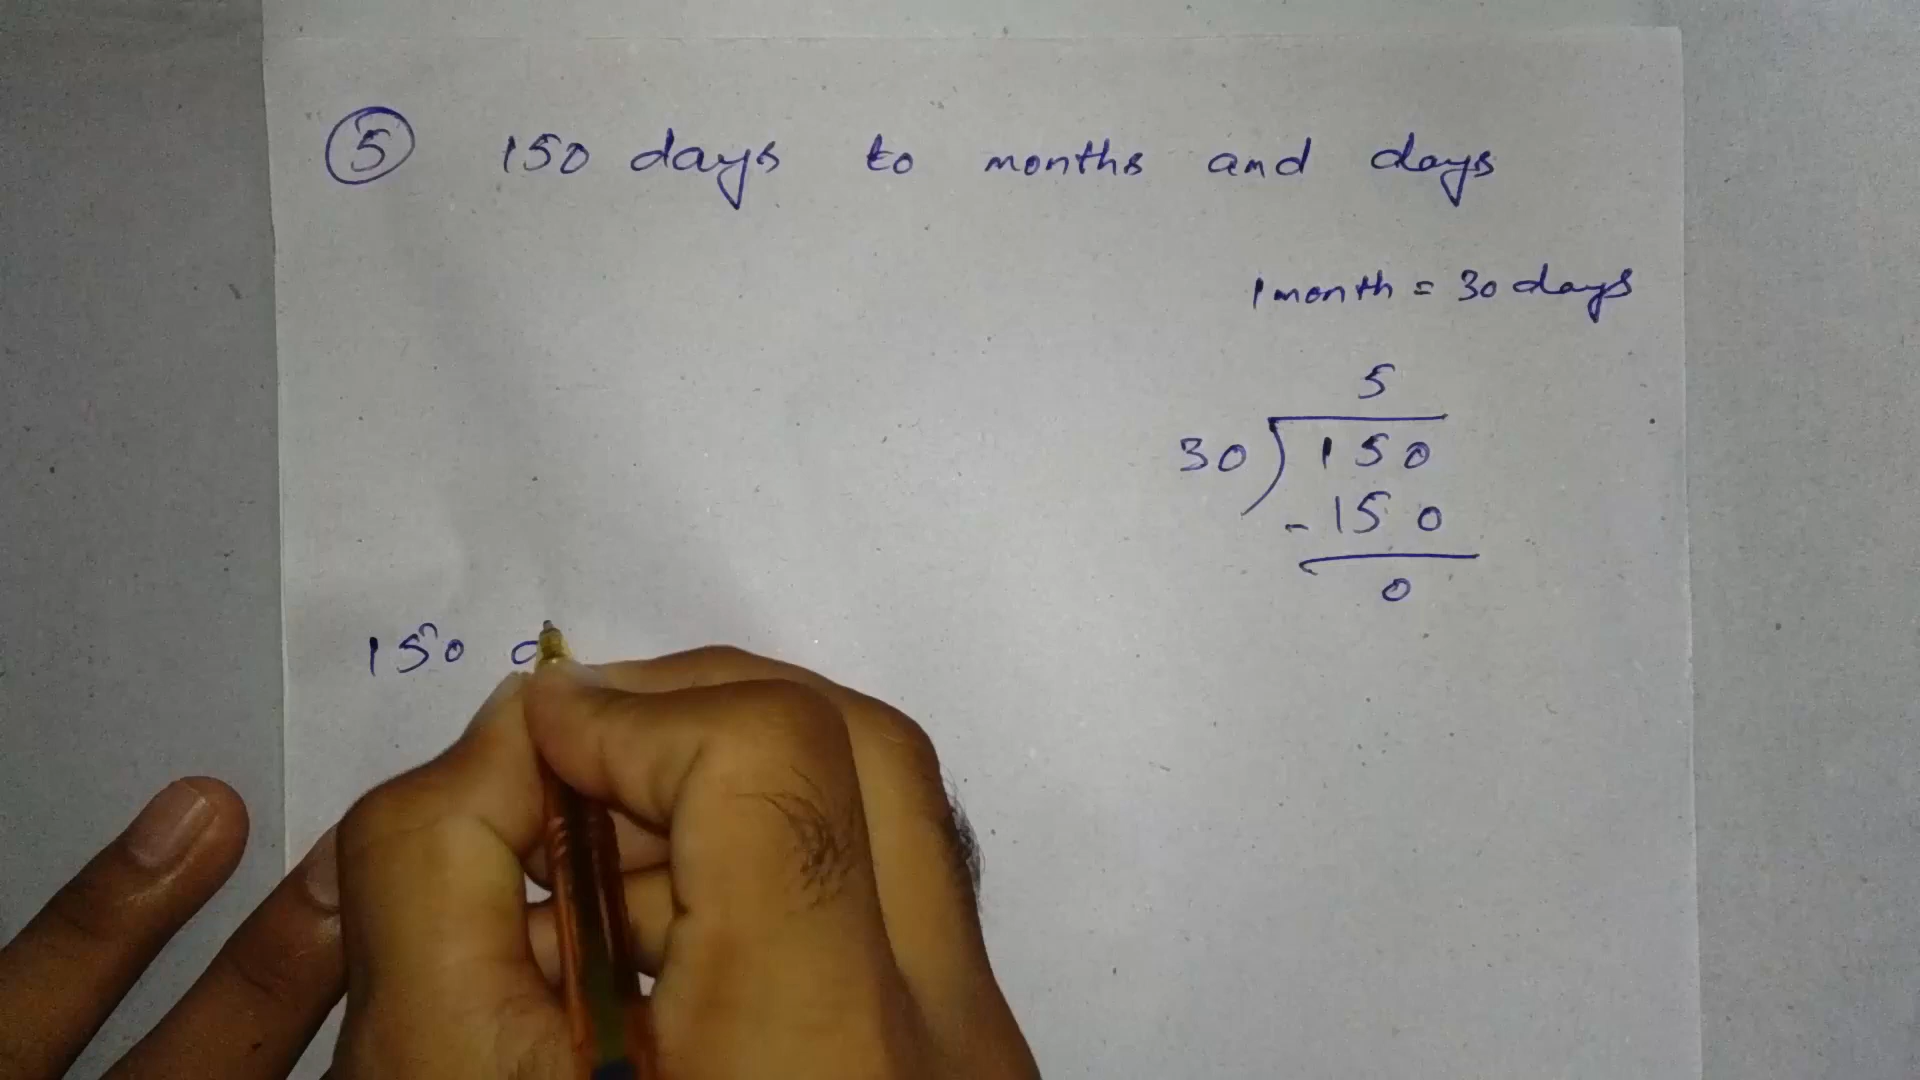 5 150 days to months and days
1 month = 30 days
5
30 ) 150
- 150
0
150 d